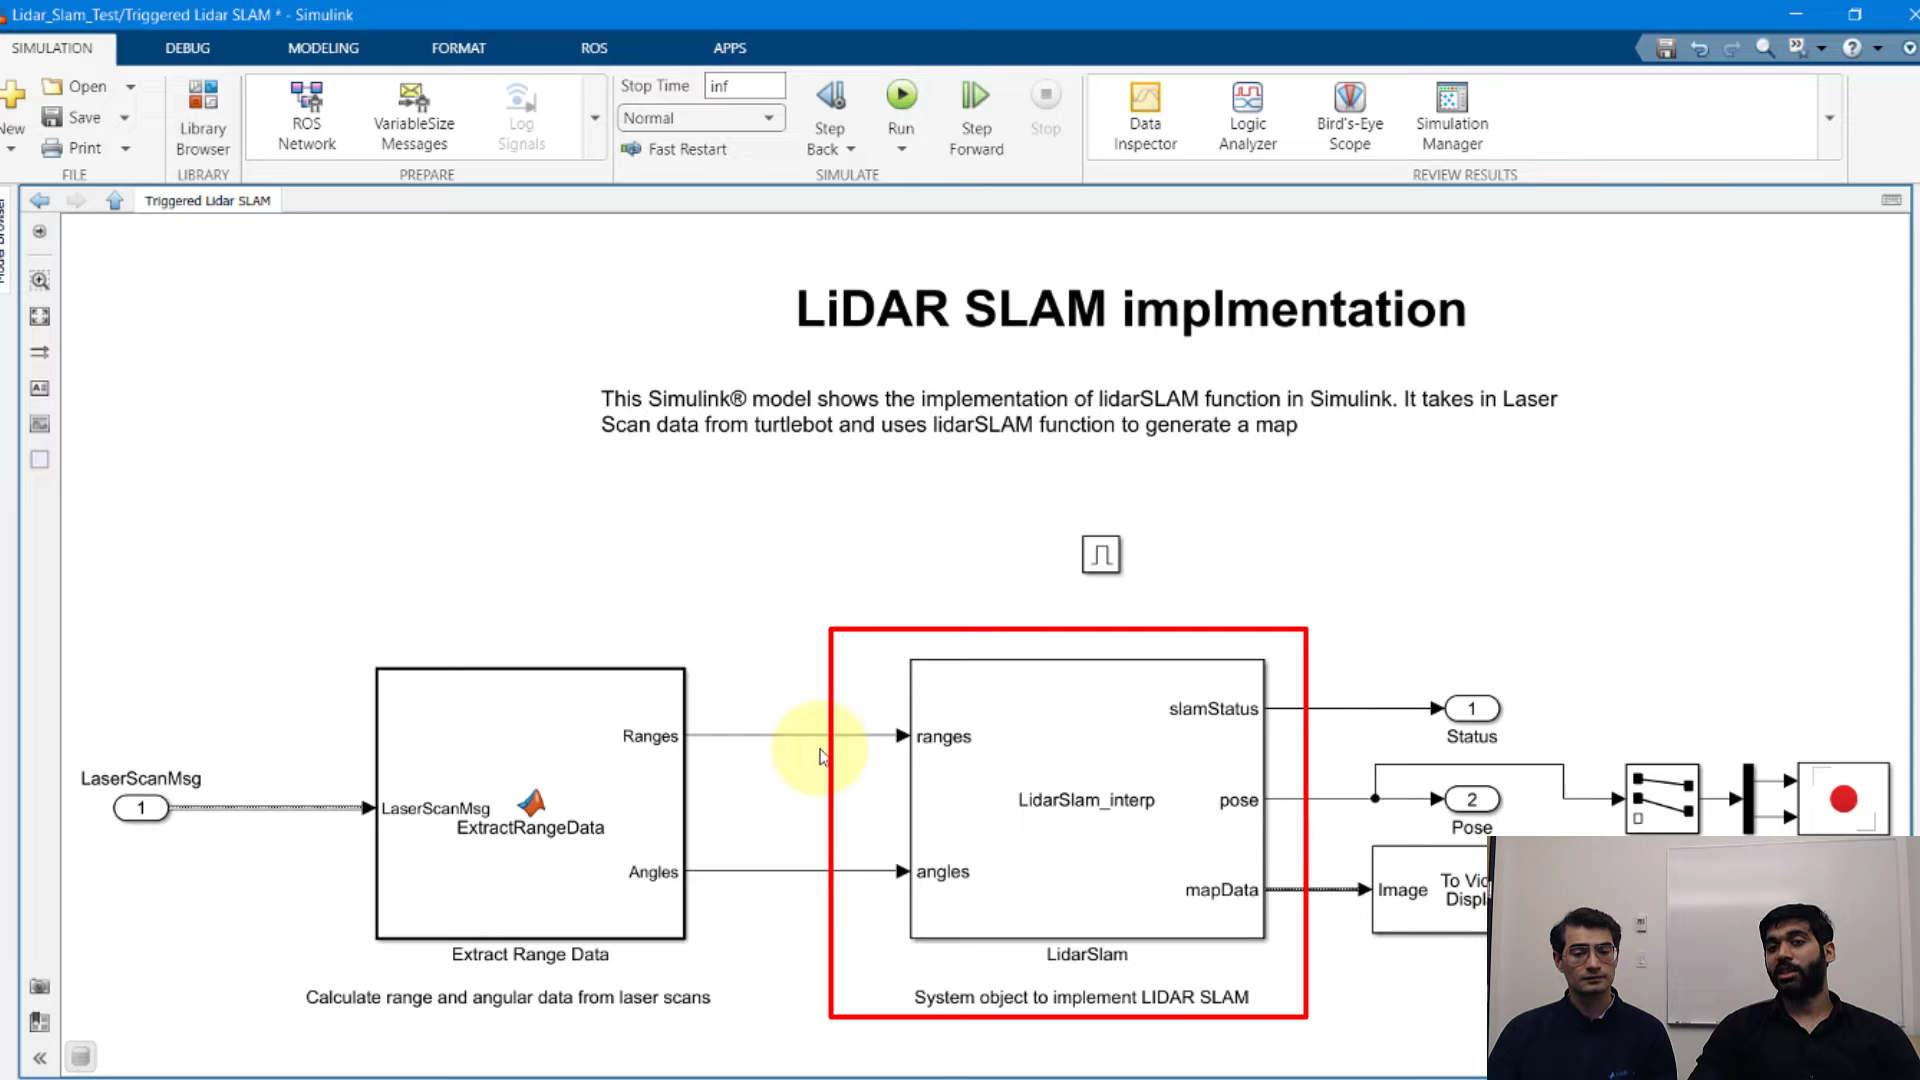 Lidar_Slam_Test/Triggered Lidar SLAM * - Simulink
SIMULATION DEBUG MODELING FORMAT ROS APPS
New
Open
Save
Print
FILE
Library
Browser
LIBRARY
ROS
Network
VariableSize
Messages
Log
Signals
PREPARE
Stop Time inf
Normal
Fast Restart
Step
Back
Run
Step
Forward
Stop
SIMULATE
Data
Inspector
Logic
Analyzer
Bird's-Eye
Scope
Simulation
Manager
REVIEW RESULTS
Triggered Lidar SLAM
LiDAR SLAM implmentation
This Simulink® model shows the implementation of lidarSLAM function in Simulink. It takes in Laser
Scan data from turtlebot and uses lidarSLAM function to generate a map
LaserScanMsg
1
LaserScanMsg
ExtractRangeData
Ranges
Angles
Extract Range Data
Calculate range and angular data from laser scans
ranges
angles
LidarSlam_interp
slamStatus
pose
mapData
LidarSlam
System object to implement LIDAR SLAM
1
Status
2
Pose
Image
To Vid
Displ